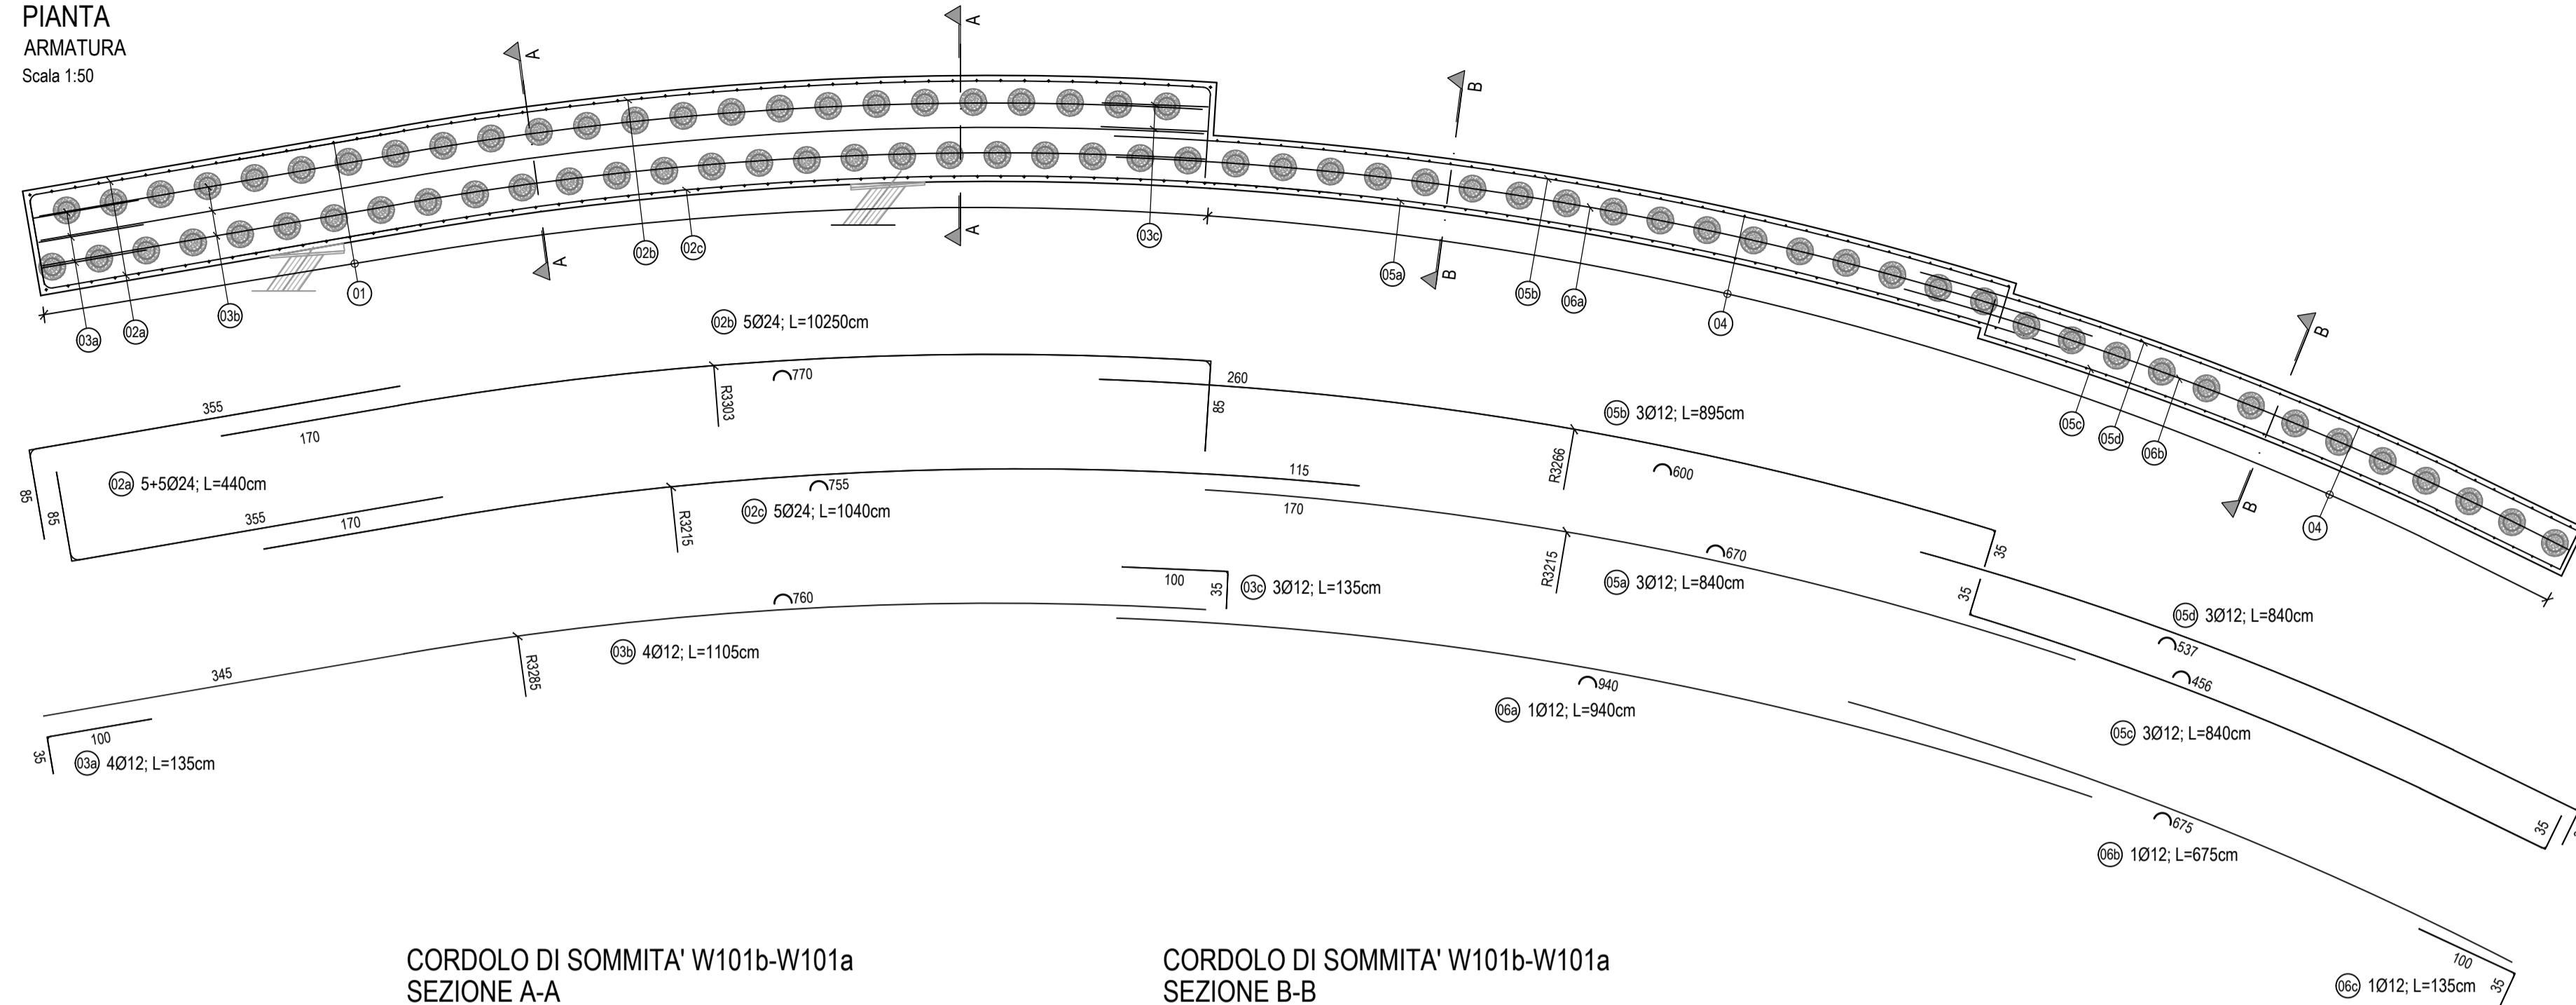 PIANTA
ARMATURA
Scala 1:50
A
A
A
A
B
B
B
B
03a
02a
03b
01
02b
02c
03c
05a
05b
06a
04
05c
05d
06b
04
02b 5Ø24; L=10250cm
355
170
770
R3303
260
85
05b 3Ø12; L=895cm
R3266
600
35
85
85
02a 5+5Ø24; L=440cm
355
170
755
R3215
02c 5Ø24; L=1040cm
115
170
R3215
670
05a 3Ø12; L=840cm
35
05d 3Ø12; L=840cm
537
100
35
03c 3Ø12; L=135cm
760
03b 4Ø12; L=1105cm
345
R3285
940
06a 1Ø12; L=940cm
456
05c 3Ø12; L=840cm
35
100
35
03a 4Ø12; L=135cm
675
06b 1Ø12; L=675cm
100
35
06c 1Ø12; L=135cm
CORDOLO DI SOMMITA' W101b-W101a
SEZIONE A-A
CORDOLO DI SOMMITA' W101b-W101a
SEZIONE B-B